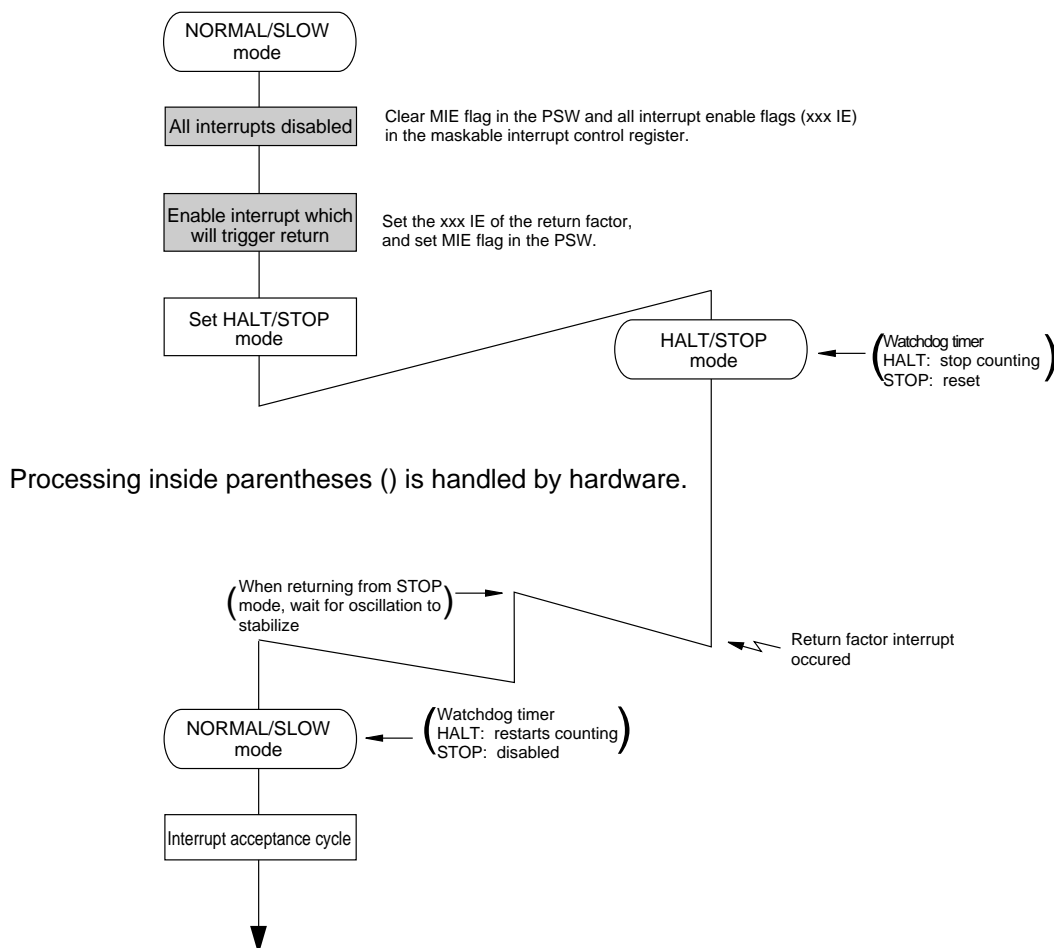 NORMAL/SLOW
mode
All interrupts disabled
Clear MIE flag in the PSW and all interrupt enable flags (xxx IE)
in the maskable interrupt control register.
Enable interrupt which
will trigger return
Set the xxx IE of the return factor,
and set MIE flag in the PSW.
Set HALT/STOP
mode
HALT/STOP
mode
(Watchdog timer
HALT: stop counting
STOP: reset)
Processing inside parentheses () is handled by hardware.
(When returning from STOP
mode, wait for oscillation to
stabilize)
Return factor interrupt
occured
NORMAL/SLOW
mode
(Watchdog timer
HALT: restarts counting
STOP: disabled)
Interrupt acceptance cycle